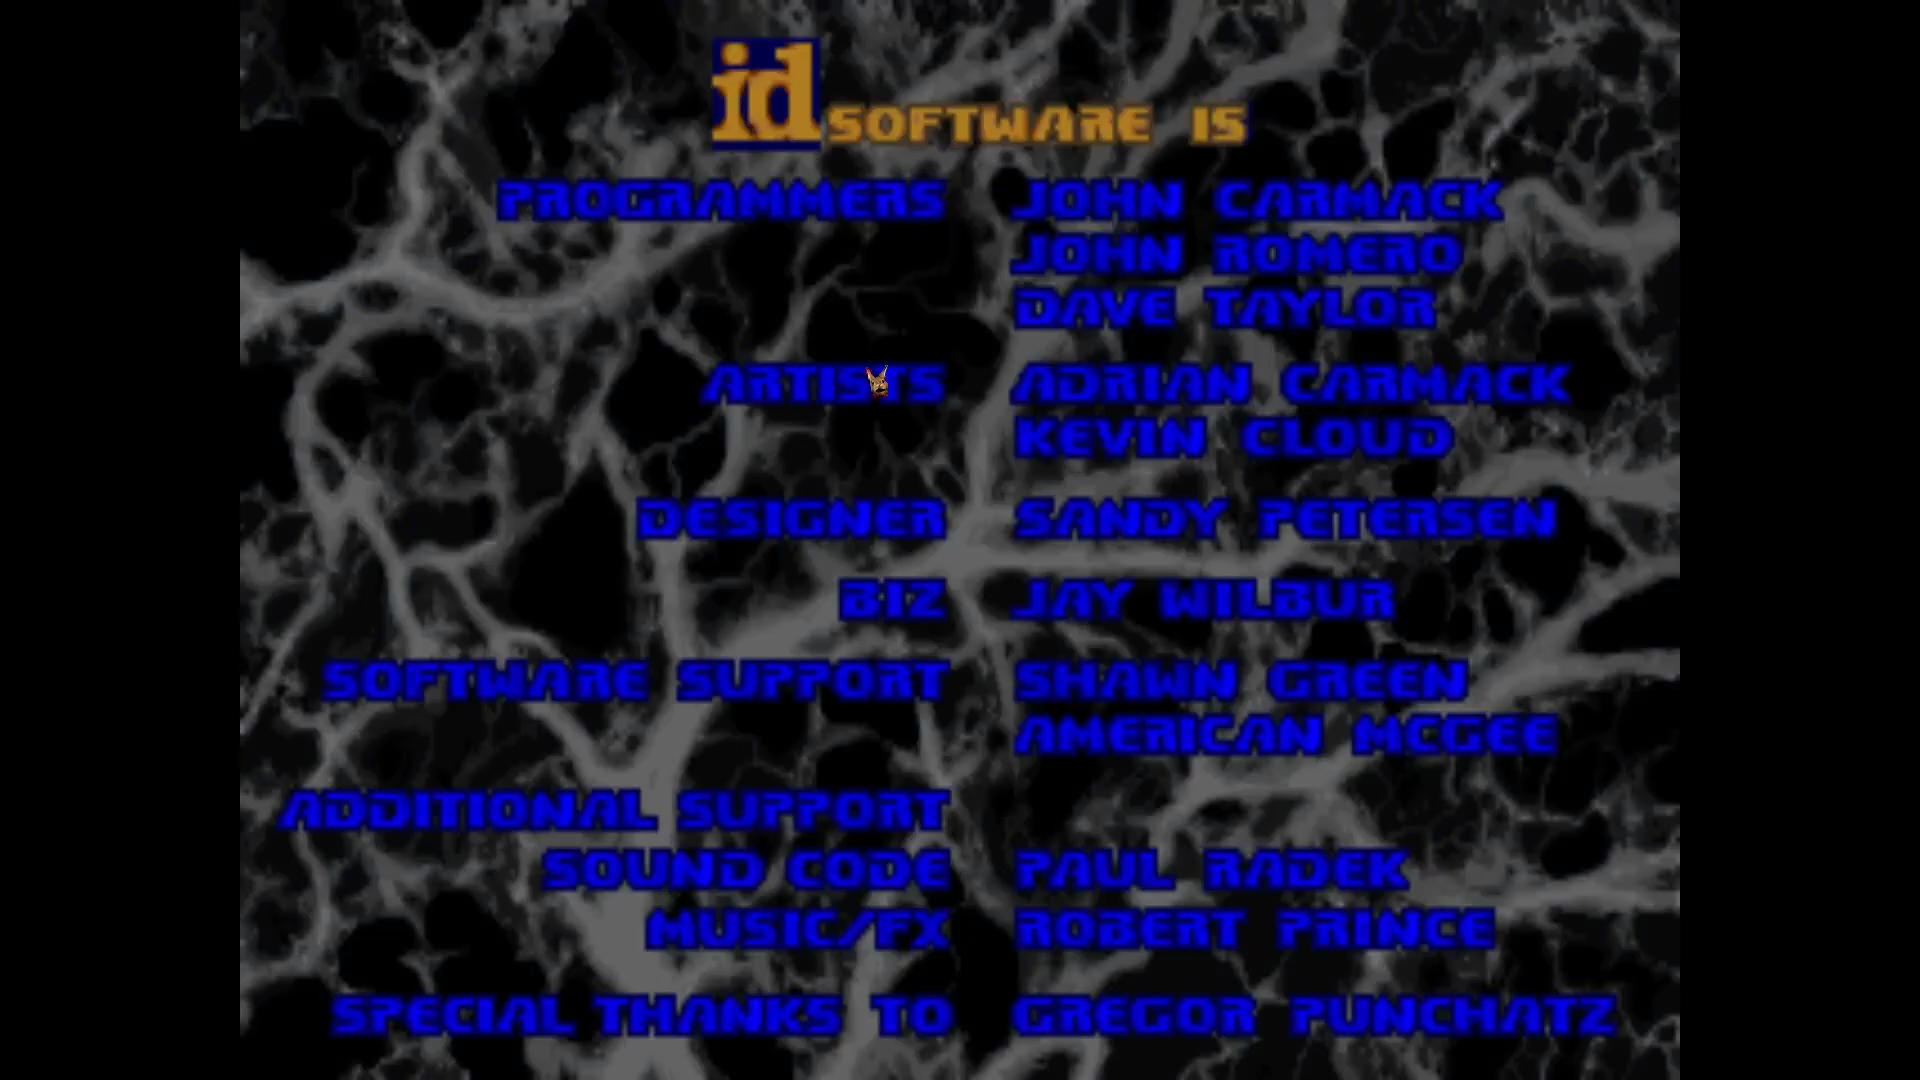 id SOFTWARE IS
PROGRAMMERS JOHN CARMACK
JOHN ROMERO
DAVE TAYLOR
ARTISTS ADRIAN CARMACK
KEVIN CLOUD
DESIGNER SANDY PETERSEN
BIZ JAY WILBUR
SOFTWARE SUPPORT SHAWN GREEN
AMERICAN MCGEE
ADDITIONAL SUPPORT
SOUND CODE PAUL RADEK
MUSIC/FX ROBERT PRINCE
SPECIAL THANKS TO GREGOR PUNCHATZ